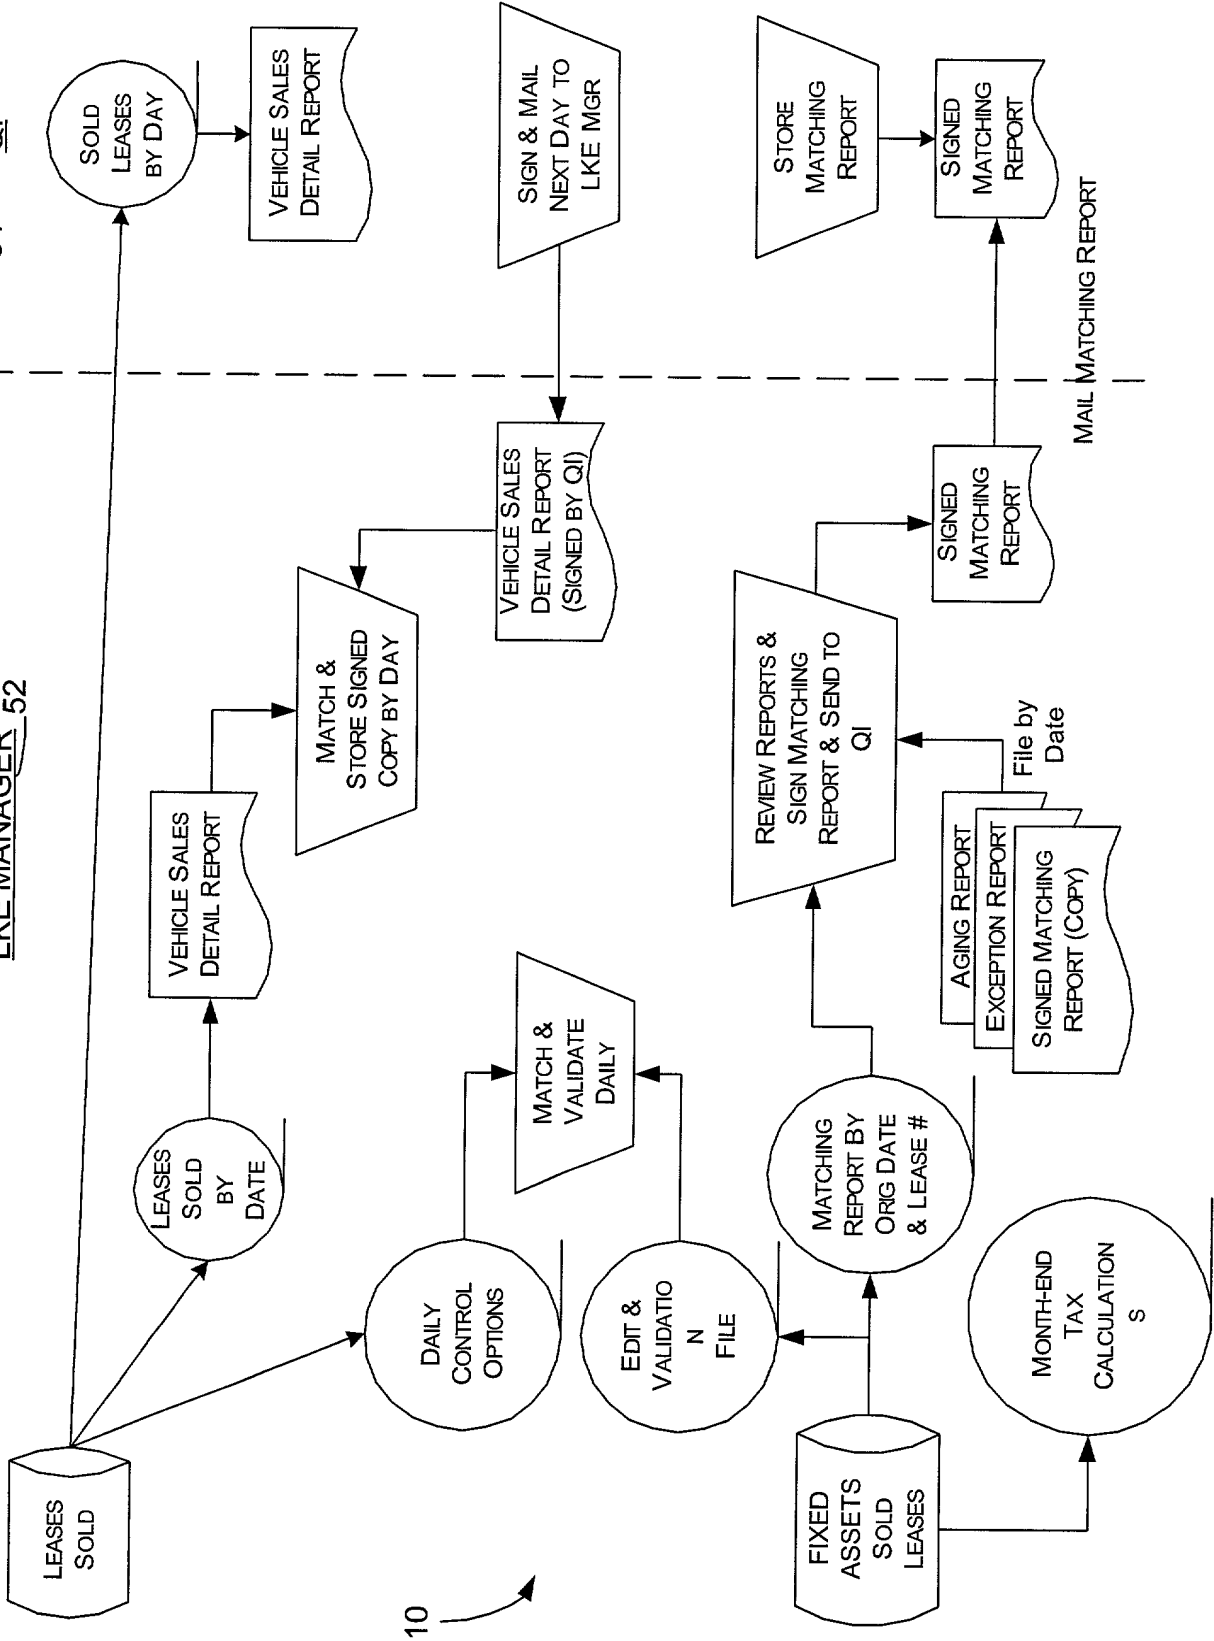 LKE MANAGER 52
LEASES
SOLD
SOLD
LEASES
BY DAY
VEHICLE SALES
DETAIL REPORT
LEASES
SOLD
BY
DATE
VEHICLE SALES
DETAIL REPORT
MATCH &
STORE SIGNED
COPY BY DAY
VEHICLE SALES
DETAIL REPORT
(SIGNED BY QI)
SIGN & MAIL
NEXT DAY TO
LKE MGR
DAILY
CONTROL
OPTIONS
MATCH &
VALIDATE
DAILY
EDIT &
VALIDATIO
N
FILE
10
FIXED
ASSETS
SOLD
LEASES
MATCHING
REPORT BY
ORIG DATE
& LEASE #
REVIEW REPORTS &
SIGN MATCHING
REPORT & SEND TO
QI
STORE
MATCHING
REPORT
SIGNED
MATCHING
REPORT
SIGNED
MATCHING
REPORT
MAIL MATCHING REPORT
File by
Date
AGING REPORT
EXCEPTION REPORT
SIGNED MATCHING
REPORT (COPY)
MONTH-END
TAX
CALCULATION
S